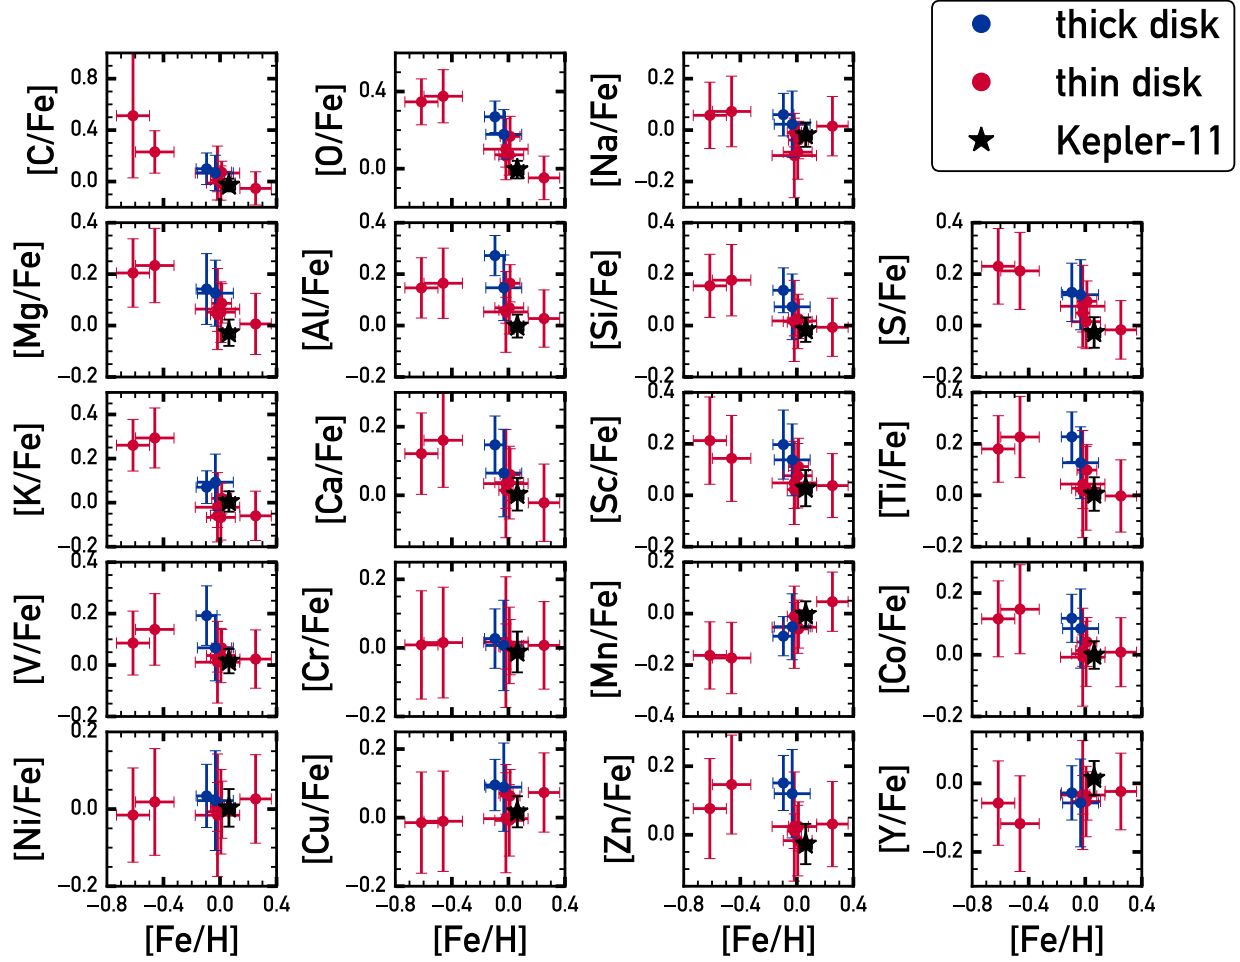 thick disk
thin disk
Kepler-11
[C/Fe]
0.8
0.4
0.0
[O/Fe]
0.4
0.0
[Na/Fe]
0.2
0.0
−0.2
[Mg/Fe]
0.4
0.2
0.0
−0.2
[Al/Fe]
0.4
0.2
0.0
−0.2
[Si/Fe]
0.4
0.2
0.0
−0.2
[S/Fe]
0.4
0.2
0.0
−0.2
[K/Fe]
0.4
0.2
0.0
−0.2
[Ca/Fe]
0.2
0.0
[Sc/Fe]
0.4
0.2
0.0
−0.2
[Ti/Fe]
0.4
0.2
0.0
−0.2
[V/Fe]
0.4
0.2
0.0
−0.2
[Cr/Fe]
0.2
0.0
−0.2
[Mn/Fe]
0.2
0.0
−0.2
−0.4
[Co/Fe]
0.2
0.0
−0.2
[Ni/Fe]
0.2
0.0
−0.2
[Cu/Fe]
0.2
0.0
−0.2
[Zn/Fe]
0.2
0.0
[Y/Fe]
0.0
−0.2
−0.8 −0.4 0.0 0.4
−0.8 −0.4 0.0 0.4
−0.8 −0.4 0.0 0.4
−0.8 −0.4 0.0 0.4
[Fe/H]
[Fe/H]
[Fe/H]
[Fe/H]